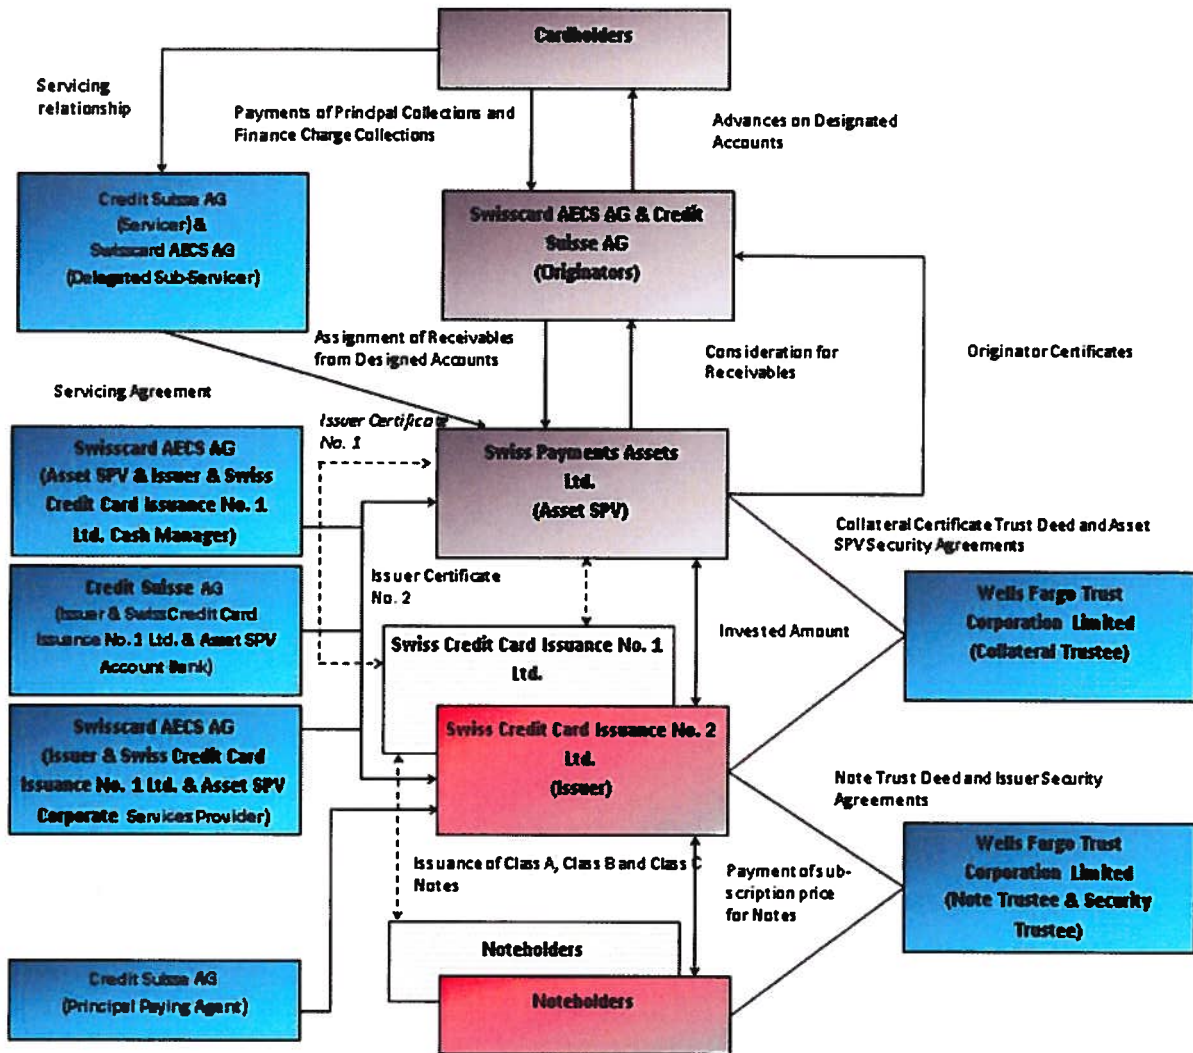 Cardholders
Servicing
relationship
Payments of Principal Collections and
Finance Charge Collections
Advances on Designated
Accounts
Credit Suisse AG
(Servicer) &
Swisscard AECS AG
(Delegated Sub-Servicer)
Swisscard AECS AG & Credit
Suisse AG
(Originators)
Assignment of Receivables
from Designed Accounts
Consideration for
Receivables
Originator Certificates
Servicing Agreement
Issuer Certificate
No. 1
Swisscard AECS AG
(Asset SPV & Issuer & Swiss
Credit Card Issuance No. 1
Ltd. Cash Manager)
Swiss Payments Assets
Ltd.
(Asset SPV)
Collateral Certificate Trust Deed and Asset
SPV Security Agreements
Issuer Certificate
No. 2
Credit Suisse AG
(Issuer & SwissCredit Card
Issuance No. 1 Ltd. & Asset SPV
Account Bank)
Invested Amount
Wells Fargo Trust
Corporation Limited
(Collateral Trustee)
Swiss Credit Card Issuance No. 1
Ltd.
Swisscard AECS AG
(Issuer & Swiss Credit Card
Issuance No. 1 Ltd. & Asset SPV
Corporate Services Provider)
Swiss Credit Card Issuance No. 2
Ltd.
(Issuer)
Note Trust Deed and Issuer Security
Agreements
Issuance of Class A, Class B and Class C
Notes
Payment of sub-
scription price
for Notes
Wells Fargo Trust
Corporation Limited
(Note Trustee & Security
Trustee)
Noteholders
Credit Suisse AG
(Principal Paying Agent)
Noteholders